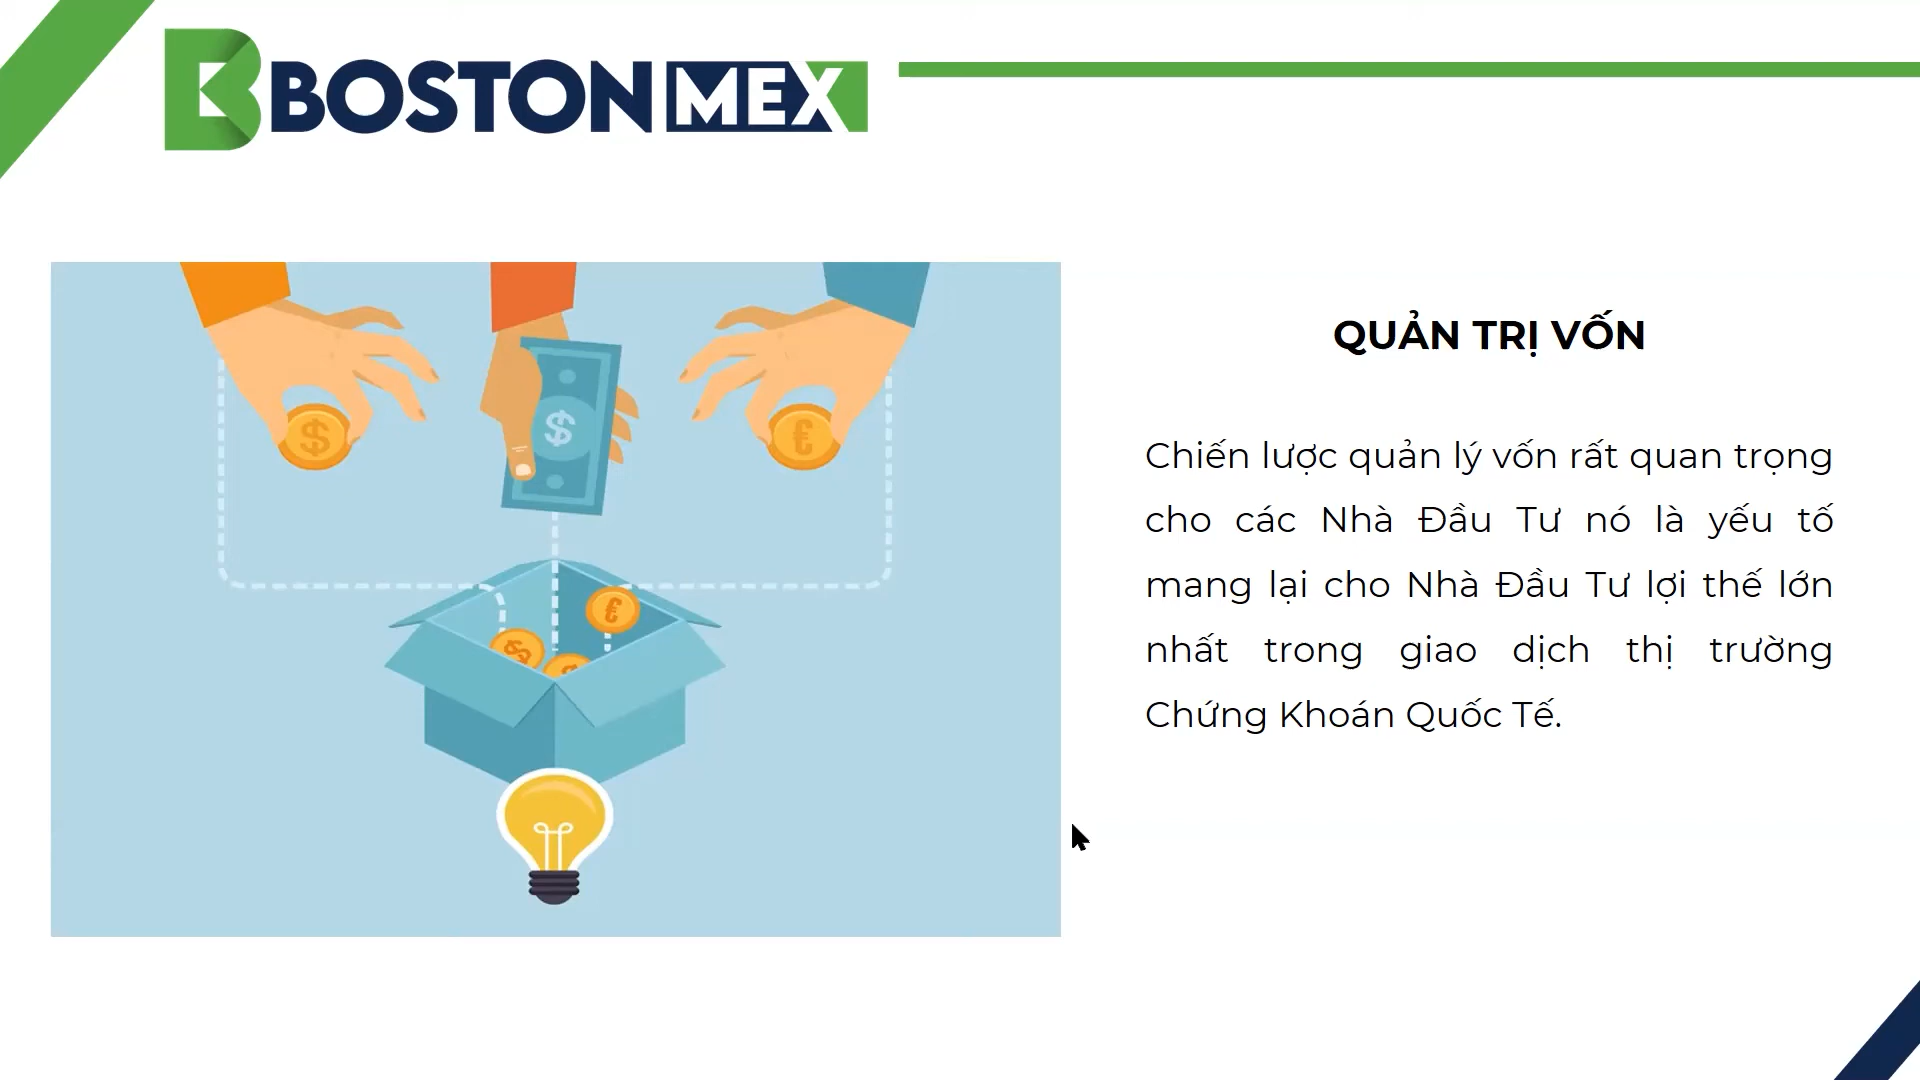 BBOSTONMEX
QUẢN TRỊ VỐN
Chiến lược quản lý vốn rất quan trọng
cho các Nhà Đầu Tư nó là yếu tố
mang lại cho Nhà Đầu Tư lợi thế lớn
nhất trong giao dịch thị trường
Chứng Khoán Quốc Tế.
$
$
€
€
$
$